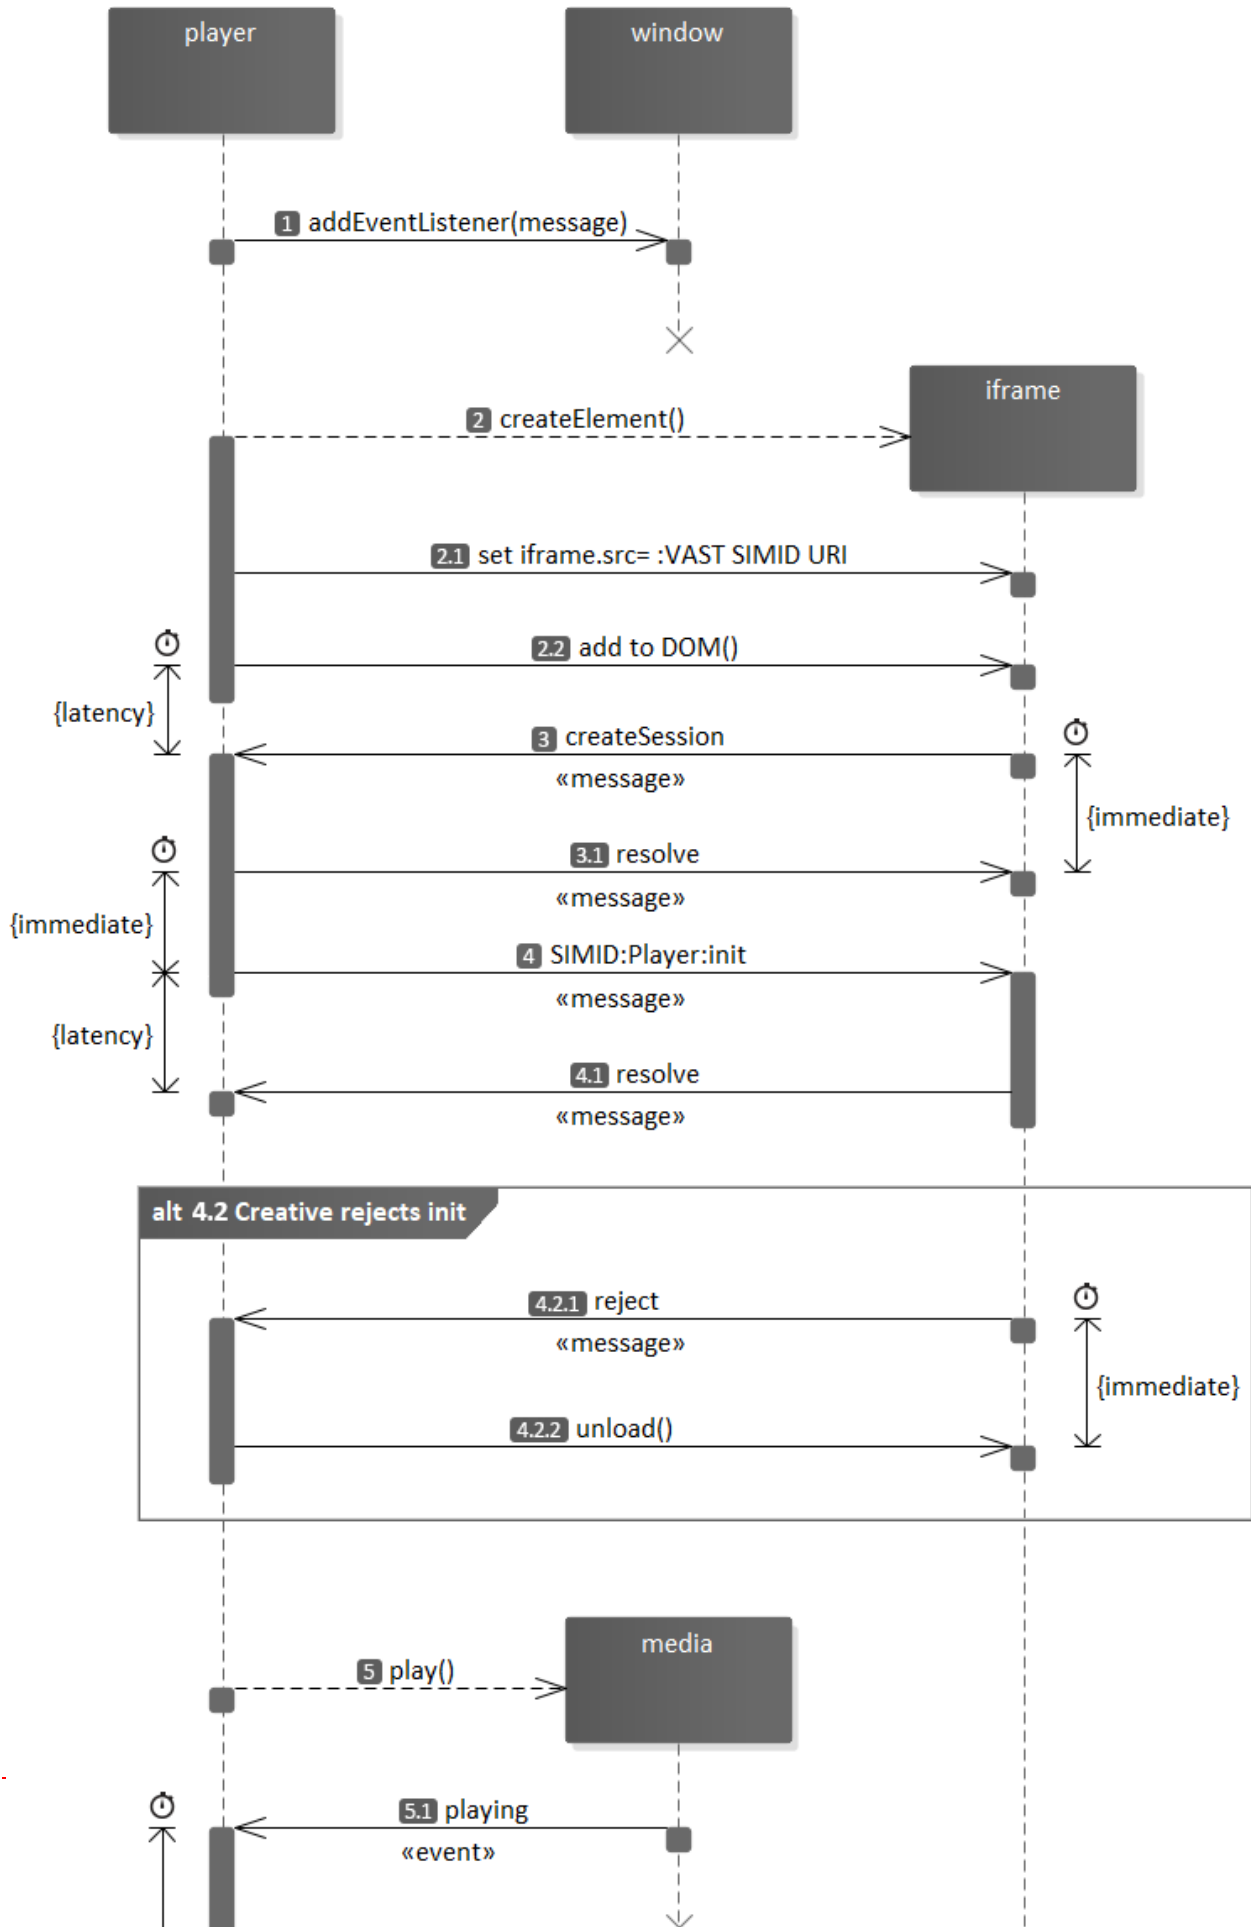 player
window
1 addEventListener(message)
iframe
2 createElement()
2.1 set iframe.src= :VAST SIMID URI
2.2 add to DOM()
{latency}
3 createSession
«message»
{immediate}
3.1 resolve
«message»
{immediate}
4 SIMID:Player:init
«message»
{latency}
4.1 resolve
«message»
alt 4.2 Creative rejects init
4.2.1 reject
«message»
{immediate}
4.2.2 unload()
media
5 play()
5.1 playing
«event»